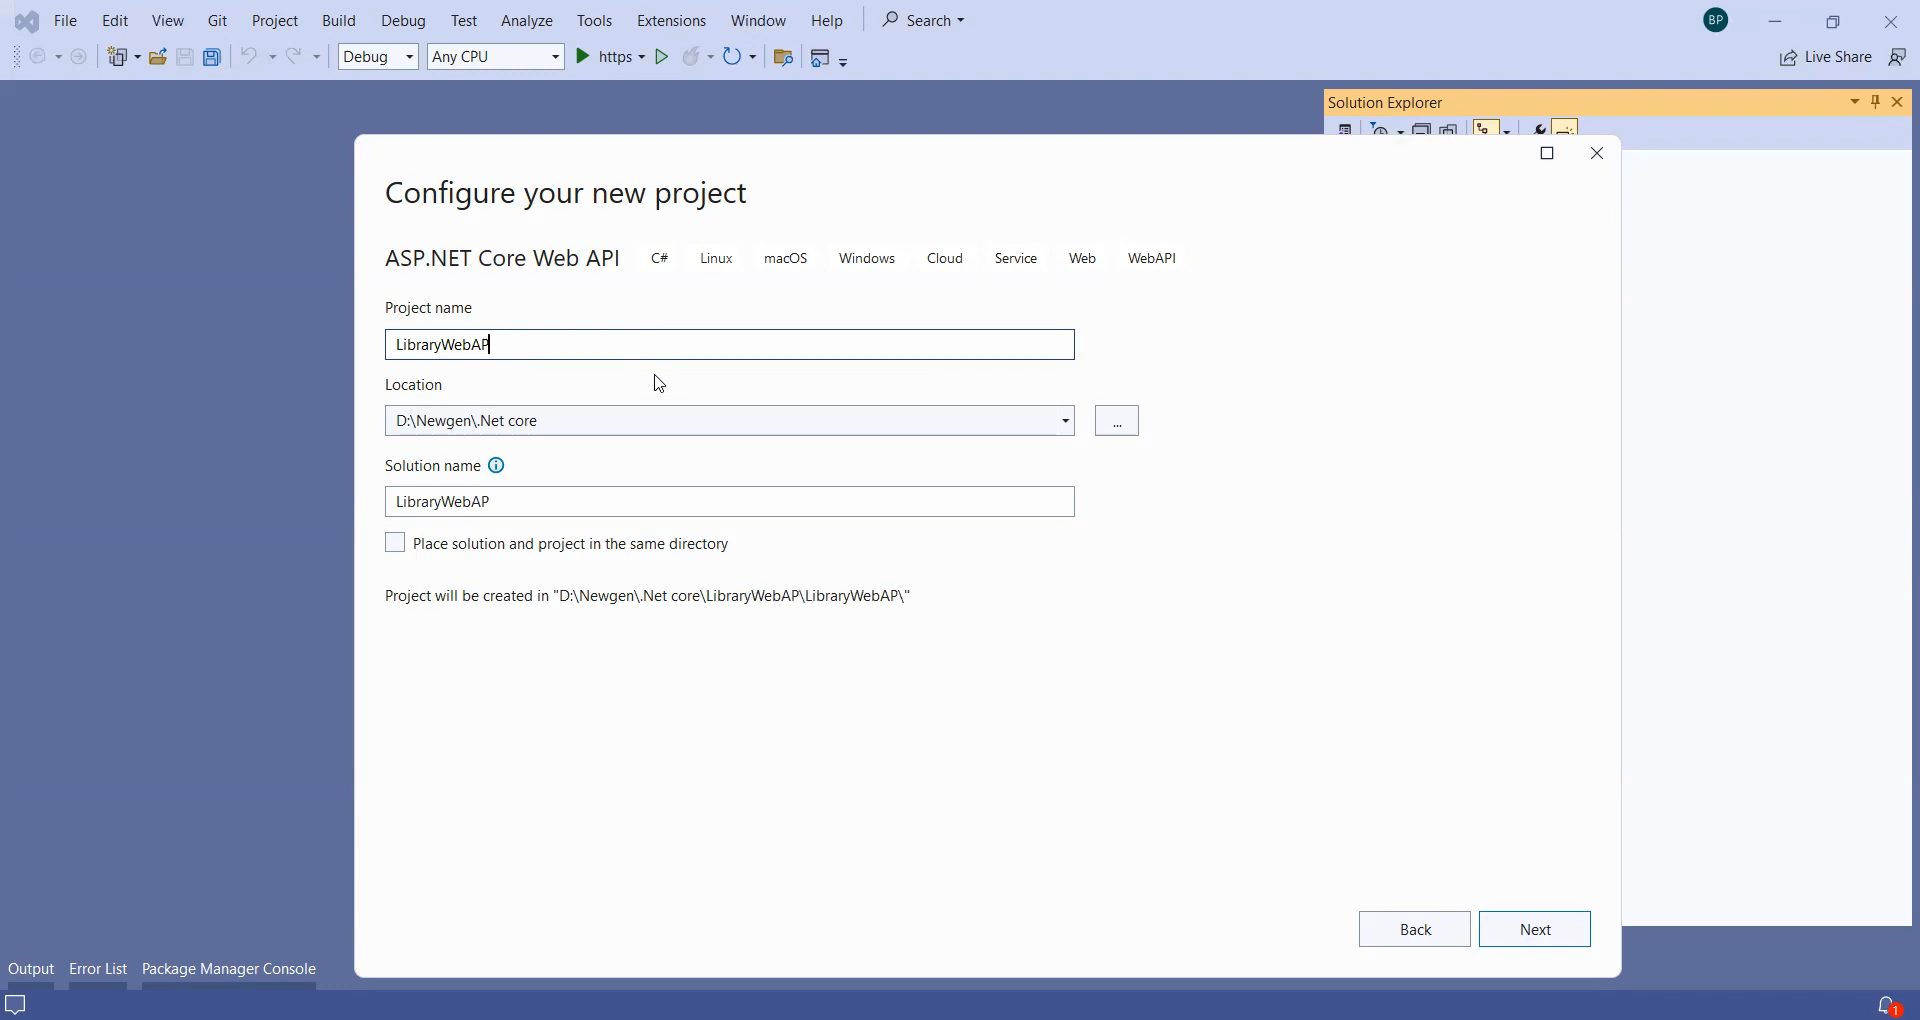 File Edit View Git Project Build Debug Test Analyze Tools Extensions Window Help Search BP
Debug Any CPU https Live Share
Solution Explorer
Configure your new project
ASP.NET Core Web API C# Linux macOS Windows Cloud Service Web WebAPI
Project name
LibraryWebAP
Location
D:\Newgen\.Net core ...
Solution name
LibraryWebAP
Place solution and project in the same directory
Project will be created in "D:\Newgen\.Net core\LibraryWebAP\LibraryWebAP\"
Back Next
Output Error List Package Manager Console
1